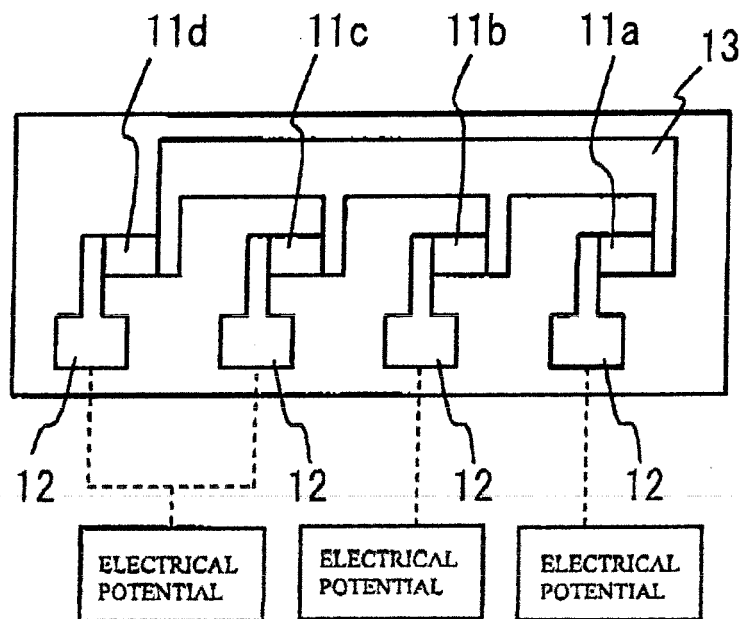 11d 11c 11b 11a 13
12 12 12 12
ELECTRICAL
POTENTIAL
ELECTRICAL
POTENTIAL
ELECTRICAL
POTENTIAL